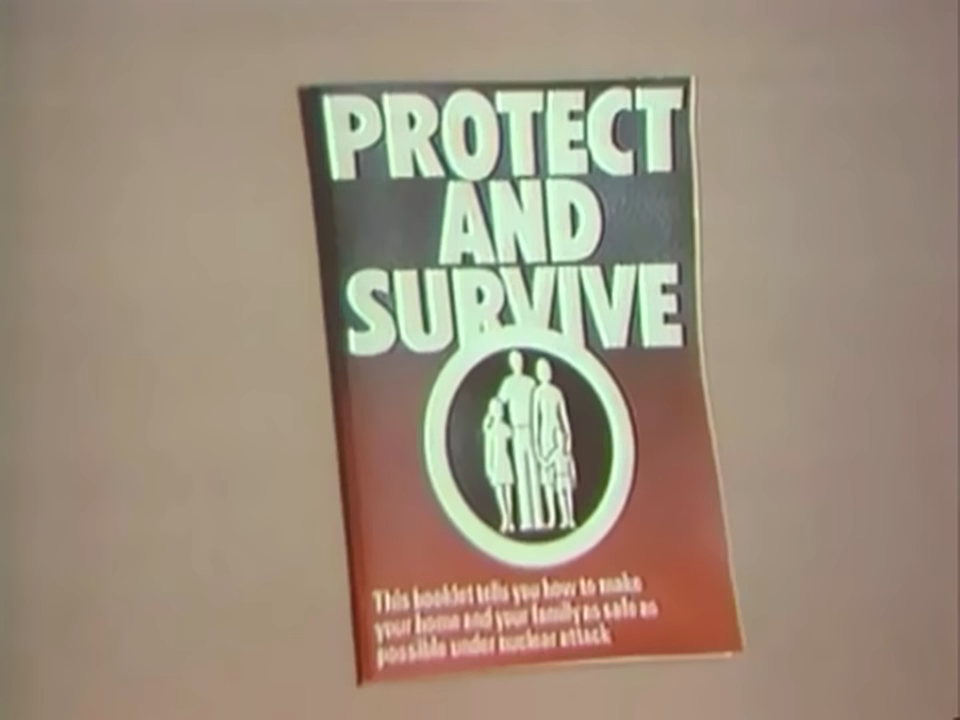 PROTECT
AND
SURVIVE
This booklet tells you how to make
your home and your family as safe as
possible under nuclear attack